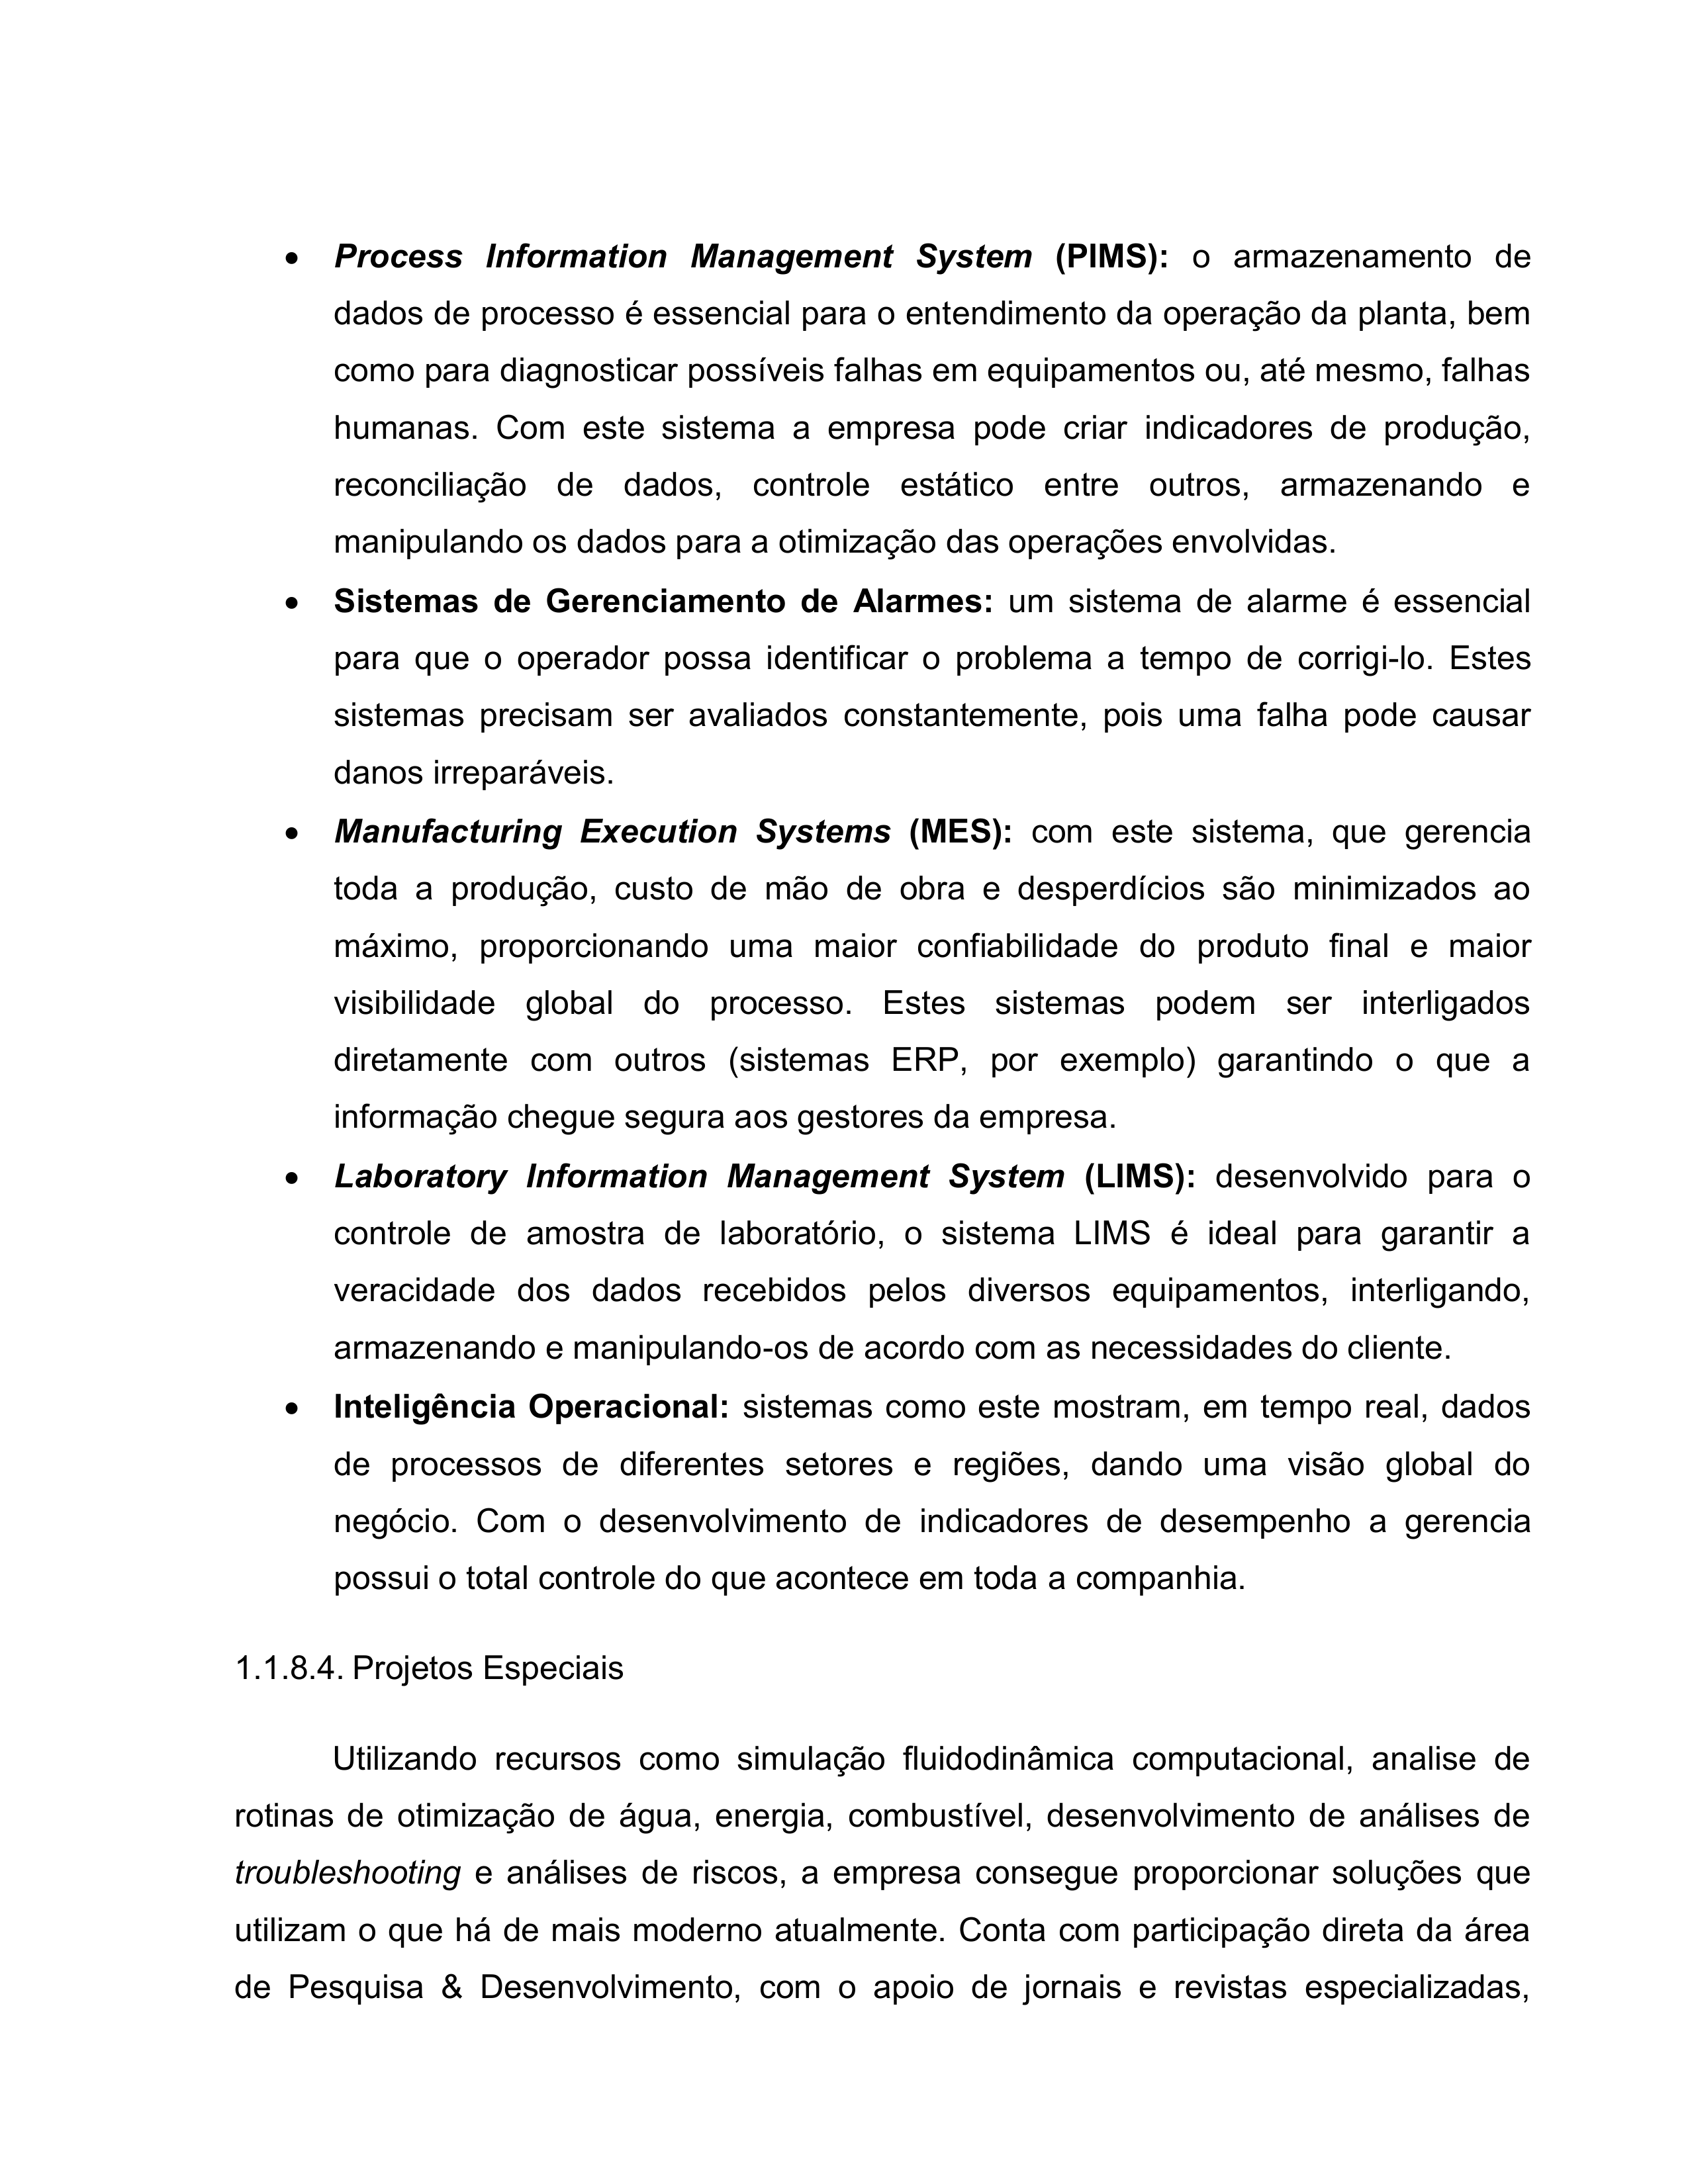 • Process Information Management System (PIMS): o armazenamento de
dados de processo é essencial para o entendimento da operação da planta, bem
como para diagnosticar possíveis falhas em equipamentos ou, até mesmo, falhas
humanas. Com este sistema a empresa pode criar indicadores de produção,
reconciliação de dados, controle estático entre outros, armazenando e
manipulando os dados para a otimização das operações envolvidas.
• Sistemas de Gerenciamento de Alarmes: um sistema de alarme é essencial
para que o operador possa identificar o problema a tempo de corrigi-lo. Estes
sistemas precisam ser avaliados constantemente, pois uma falha pode causar
danos irreparáveis.
• Manufacturing Execution Systems (MES): com este sistema, que gerencia
toda a produção, custo de mão de obra e desperdícios são minimizados ao
máximo, proporcionando uma maior confiabilidade do produto final e maior
visibilidade global do processo. Estes sistemas podem ser interligados
diretamente com outros (sistemas ERP, por exemplo) garantindo o que a
informação chegue segura aos gestores da empresa.
• Laboratory Information Management System (LIMS): desenvolvido para o
controle de amostra de laboratório, o sistema LIMS é ideal para garantir a
veracidade dos dados recebidos pelos diversos equipamentos, interligando,
armazenando e manipulando-os de acordo com as necessidades do cliente.
• Inteligência Operacional: sistemas como este mostram, em tempo real, dados
de processos de diferentes setores e regiões, dando uma visão global do
negócio. Com o desenvolvimento de indicadores de desempenho a gerencia
possui o total controle do que acontece em toda a companhia.
1.1.8.4. Projetos Especiais
Utilizando recursos como simulação fluidodinâmica computacional, analise de
rotinas de otimização de água, energia, combustível, desenvolvimento de análises de
troubleshooting e análises de riscos, a empresa consegue proporcionar soluções que
utilizam o que há de mais moderno atualmente. Conta com participação direta da área
de Pesquisa & Desenvolvimento, com o apoio de jornais e revistas especializadas,